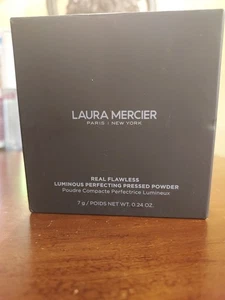 LAURA MERCIER
PARIS | NEW YORK
REAL FLAWLESS
LUMINOUS PERFECTING PRESSED POWDER
Poudre Compacte Perfectrice Lumineux
7 g / POIDS NET WT. 0.24 OZ.